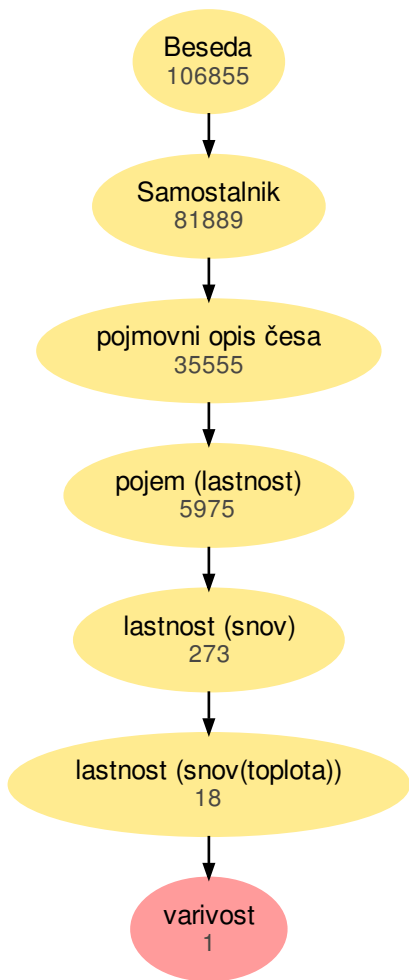 Beseda
106855
Samostalnik
81889
pojmovni opis česa
35555
pojem (lastnost)
5975
lastnost (snov)
273
lastnost (snov(toplota))
18
varivost
1